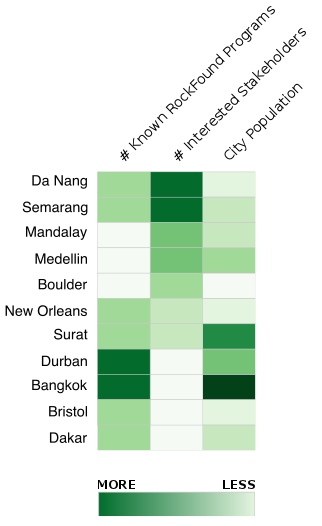 # Known RockFound Programs
# Interested Stakeholders
City Population
Da Nang
Semarang
Mandalay
Medellin
Boulder
New Orleans
Surat
Durban
Bangkok
Bristol
Dakar
MORE LESS